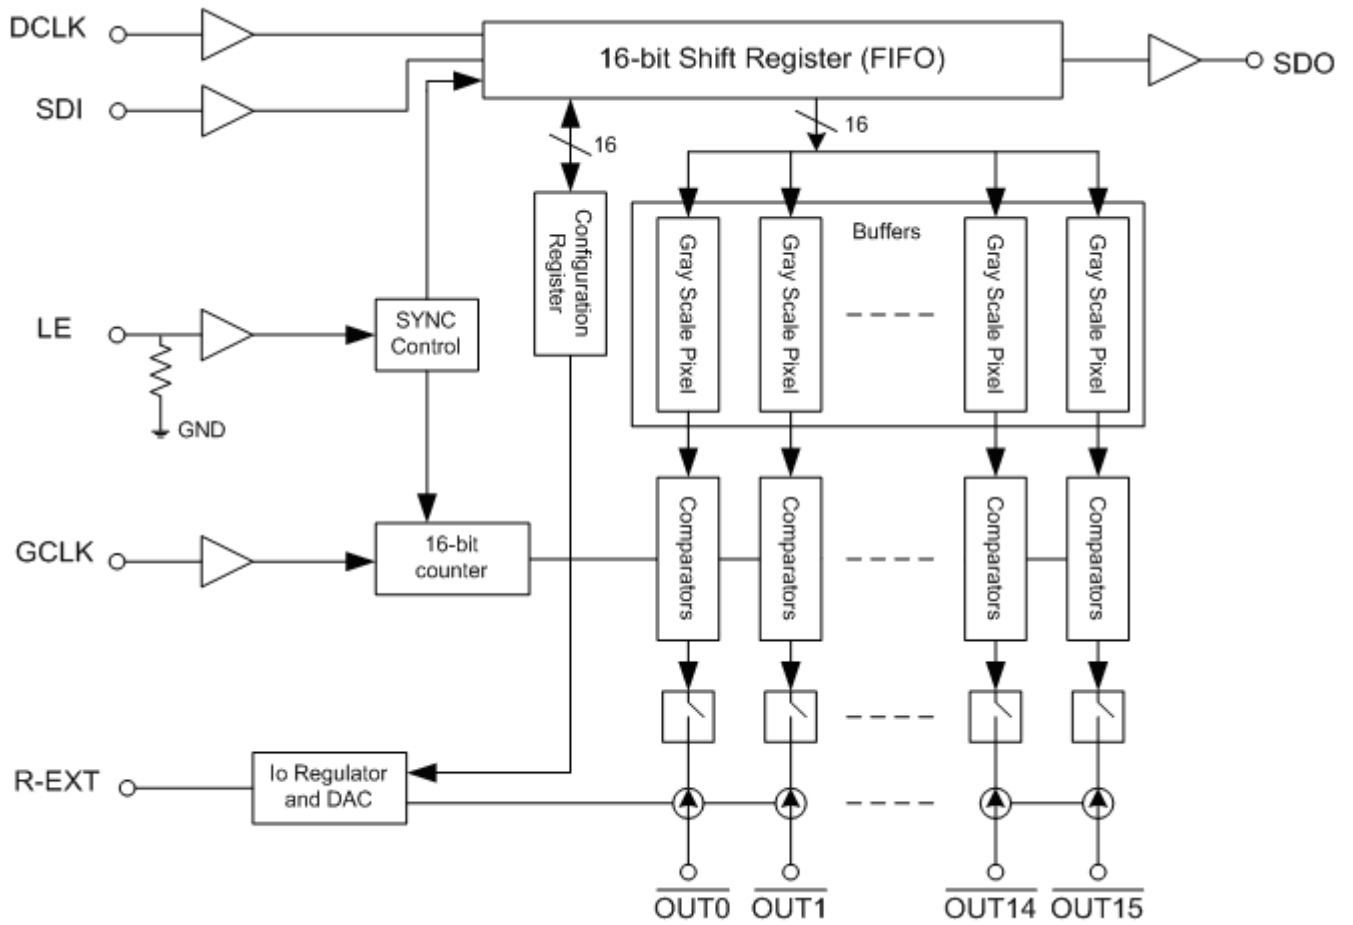 DCLK
16-bit Shift Register (FIFO)
SDO
SDI
16
16
Configuration
Register
Buffers
Gray Scale Pixel
Gray Scale Pixel
Gray Scale Pixel
Gray Scale Pixel
LE
SYNC
Control
GND
GCLK
16-bit
counter
Comparators
Comparators
Comparators
Comparators
R-EXT
Io Regulator
and DAC
OUT0
OUT1
OUT14
OUT15